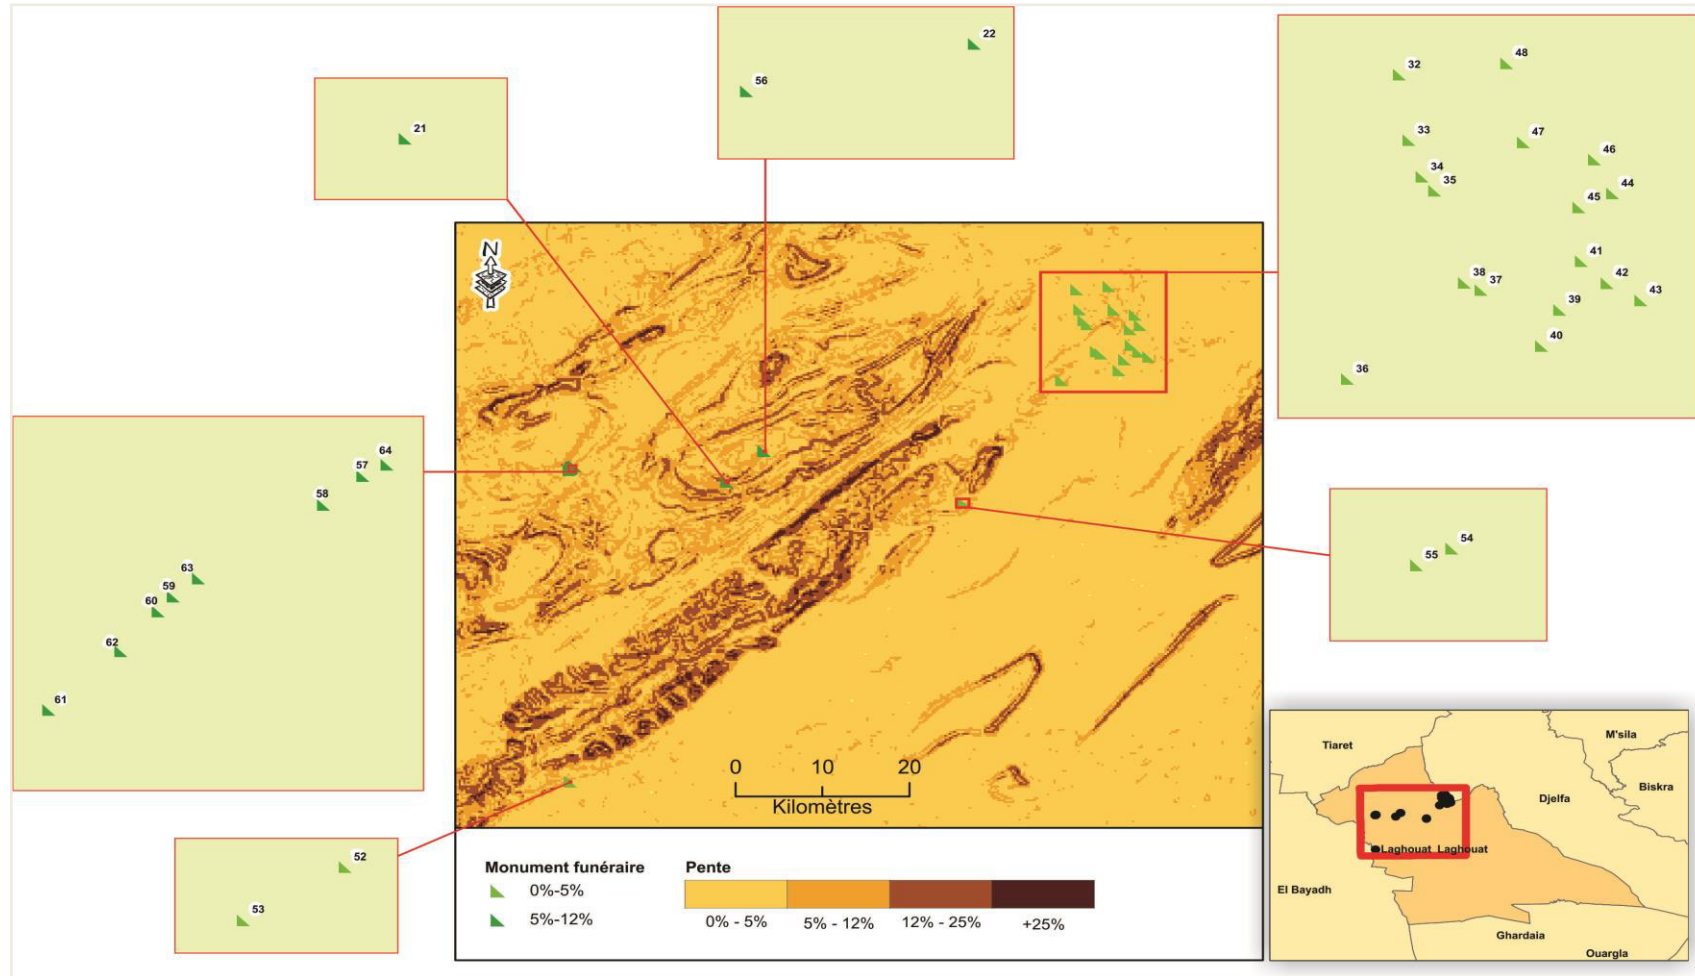 22
56
21
32
48
33
47
46
34
35
44
45
41
38
37
42
43
39
40
36
N
64
57
58
63
59
60
62
61
54
55
52
53
0 10 20
Kilomètres
Monument funéraire
0%-5%
5%-12%
Pente
0% - 5% 5% - 12% 12% - 25% +25%
Tiaret
M'sila
Biskra
Djelfa
Laghouat Laghouat
El Bayadh
Ghardaia
Ouargla